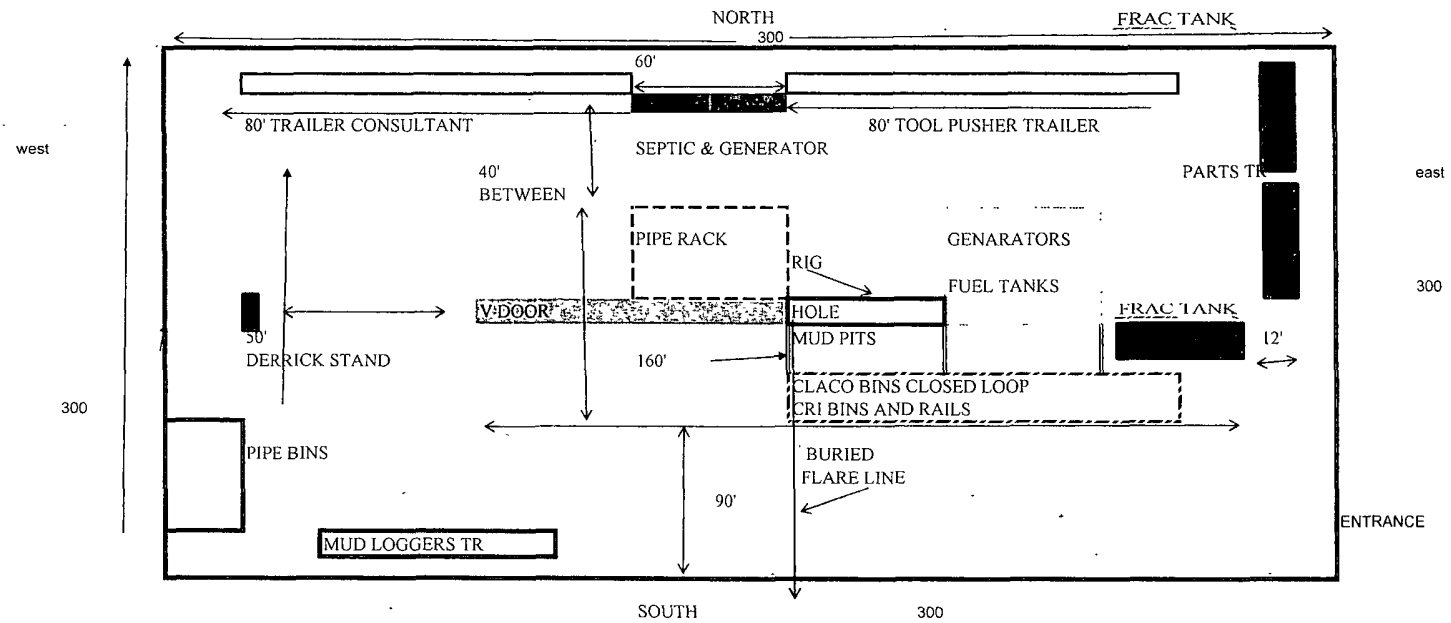 NORTH
FRAC TANK
300
60'
80' TRAILER CONSULTANT
80' TOOL PUSHER TRAILER
west
SEPTIC & GENERATOR
40'
BETWEEN
PARTS TR
east
PIPE RACK
GENARATORS
RIG
FUEL TANKS
300
V-DOOR
HOLE
FRAC TANK
50'
MUD PITS
12'
DERRICK STAND
160'
CLACO BINS CLOSED LOOP
CRI BINS AND RAILS
300
PIPE BINS
BURIED
FLARE LINE
90'
ENTRANCE
MUD LOGGERS TR
SOUTH
300